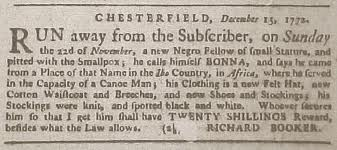 CHESTERFIELD, December 15, 1772.
RUN away from the Subscriber, on Sunday
the 22d of November, a new Negro Fellow of small Stature, and
pitted with the Smallpox; he calls himself BONNA, and says he came
from a Place of that Name in the Ibo Country, in Africa, where he served
in the Capacity of a Canoe Man; his Clothing is a new Felt Hat, new
Cotton Waistcoat and Breeches, and new Shoes and Stockings; his
Stockings were knit, and spotted black and white. Whoever secures
him so that I get him shall have TWENTY SHILLINGS Reward,
besides what the Law allows. RICHARD BOOKER.